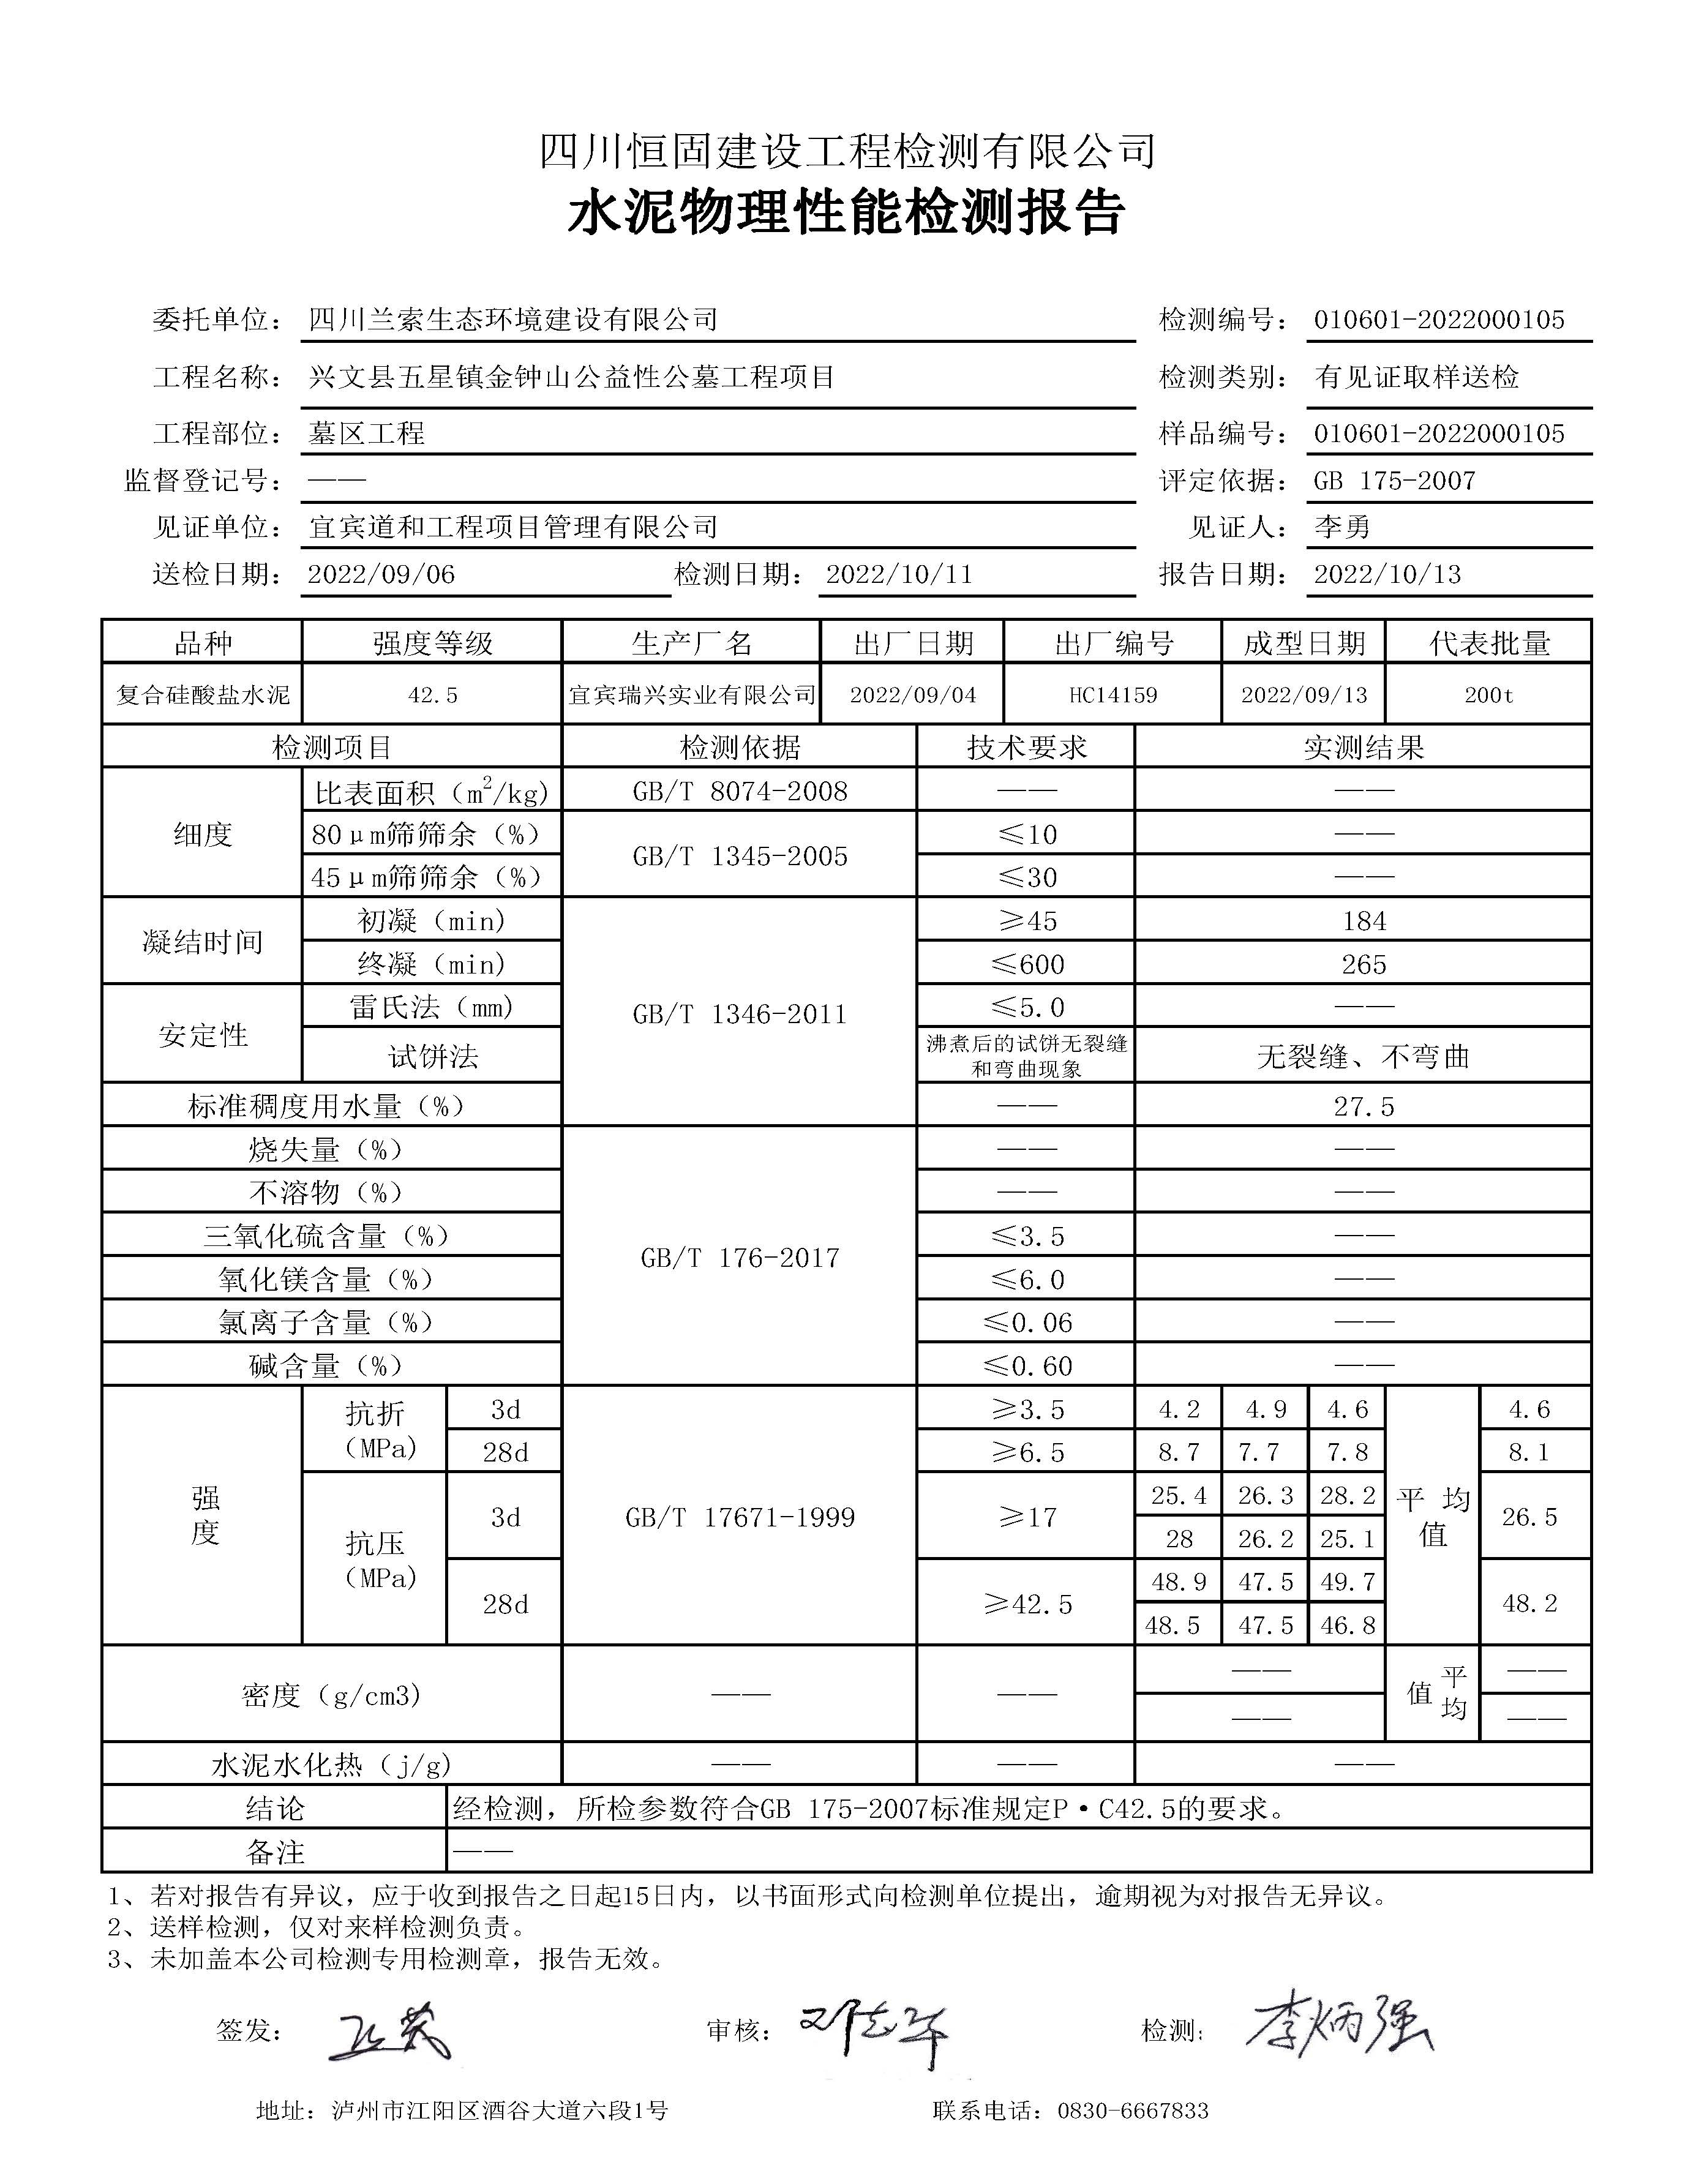 四川恒固建设工程检测有限公司
水泥物理性能检测报告
委托单位： 四川兰索生态环境建设有限公司 检测编号： 010601-2022000105
工程名称： 兴文县五星镇金钟山公益性公墓工程项目 检测类别： 有见证取样送检
工程部位： 墓区工程 样品编号： 010601-2022000105
监督登记号： —— 评定依据： GB 175-2007
见证单位： 宜宾道和工程项目管理有限公司 见证人： 李勇
送检日期： 2022/09/06 检测日期： 2022/10/11 报告日期： 2022/10/13
品种 强度等级 生产厂名 出厂日期 出厂编号 成型日期 代表批量
复合硅酸盐水泥 42.5 宜宾瑞兴实业有限公司 2022/09/04 HC14159 2022/09/13 200t
检测项目 检测依据 技术要求 实测结果
细度 比表面积（m²/kg) GB/T 8074-2008 —— ——
80μm筛筛余（%） GB/T 1345-2005 ≤10 ——
45μm筛筛余（%） ≤30 ——
凝结时间 初凝（min) GB/T 1346-2011 ≥45 184
终凝（min) ≤600 265
安定性 雷氏法（mm) ≤5.0 ——
试饼法 沸煮后的试饼无裂缝 无裂缝、不弯曲
和弯曲现象
标准稠度用水量（%） —— 27.5
烧失量（%） GB/T 176-2017 —— ——
不溶物（%） —— ——
三氧化硫含量（%） ≤3.5 ——
氧化镁含量（%） ≤6.0 ——
氯离子含量（%） ≤0.06 ——
碱含量（%） ≤0.60 ——
强度 抗折（MPa) 3d GB/T 17671-1999 ≥3.5 4.2 4.9 4.6 平均值 4.6
28d ≥6.5 8.7 7.7 7.8 8.1
抗压（MPa) 3d ≥17 25.4 26.3 28.2 26.5
28 26.2 25.1
28d ≥42.5 48.9 47.5 49.7 48.2
48.5 47.5 46.8
密度（g/cm3) —— —— —— 平均值 ——
—— ——
水泥水化热（j/g) —— —— ——
结论 经检测，所检参数符合GB 175-2007标准规定P·C42.5的要求。
备注 ——
1、若对报告有异议，应于收到报告之日起15日内，以书面形式向检测单位提出，逾期视为对报告无异议。
2、送样检测，仅对来样检测负责。
3、未加盖本公司检测专用检测章，报告无效。
签发： 审核： 检测： 李炳强
地址：泸州市江阳区酒谷大道六段1号 联系电话：0830-6667833